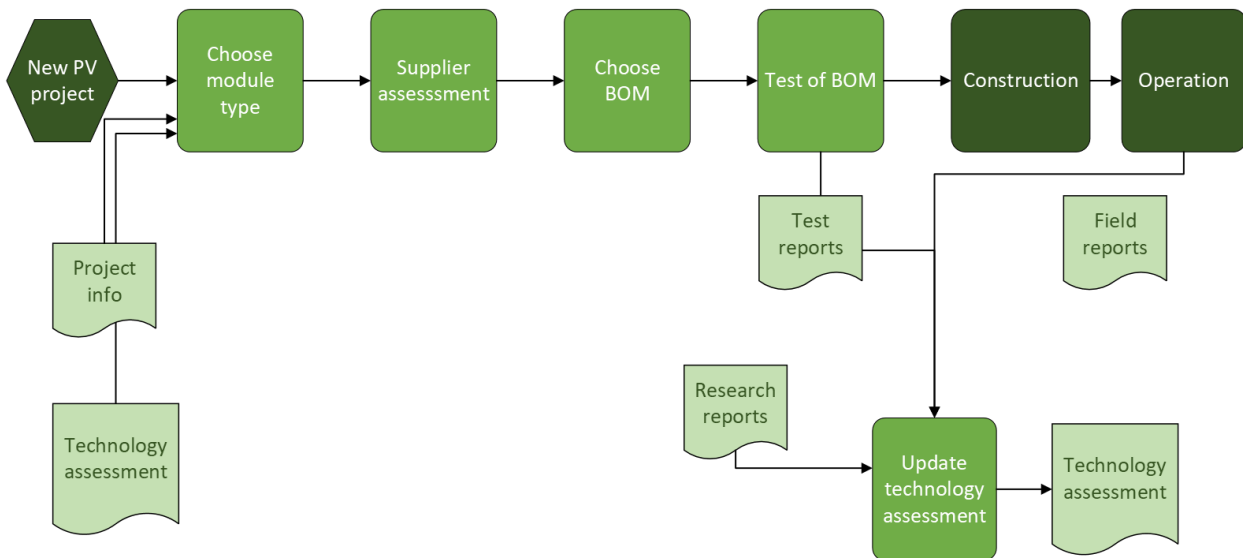 New PV
project
Choose
module
type
Supplier
assesssment
Choose
BOM
Test of BOM
Construction
Operation
Test
reports
Field
reports
Project
info
Research
reports
Technology
assessment
Update
technology
assessment
Technology
assessment